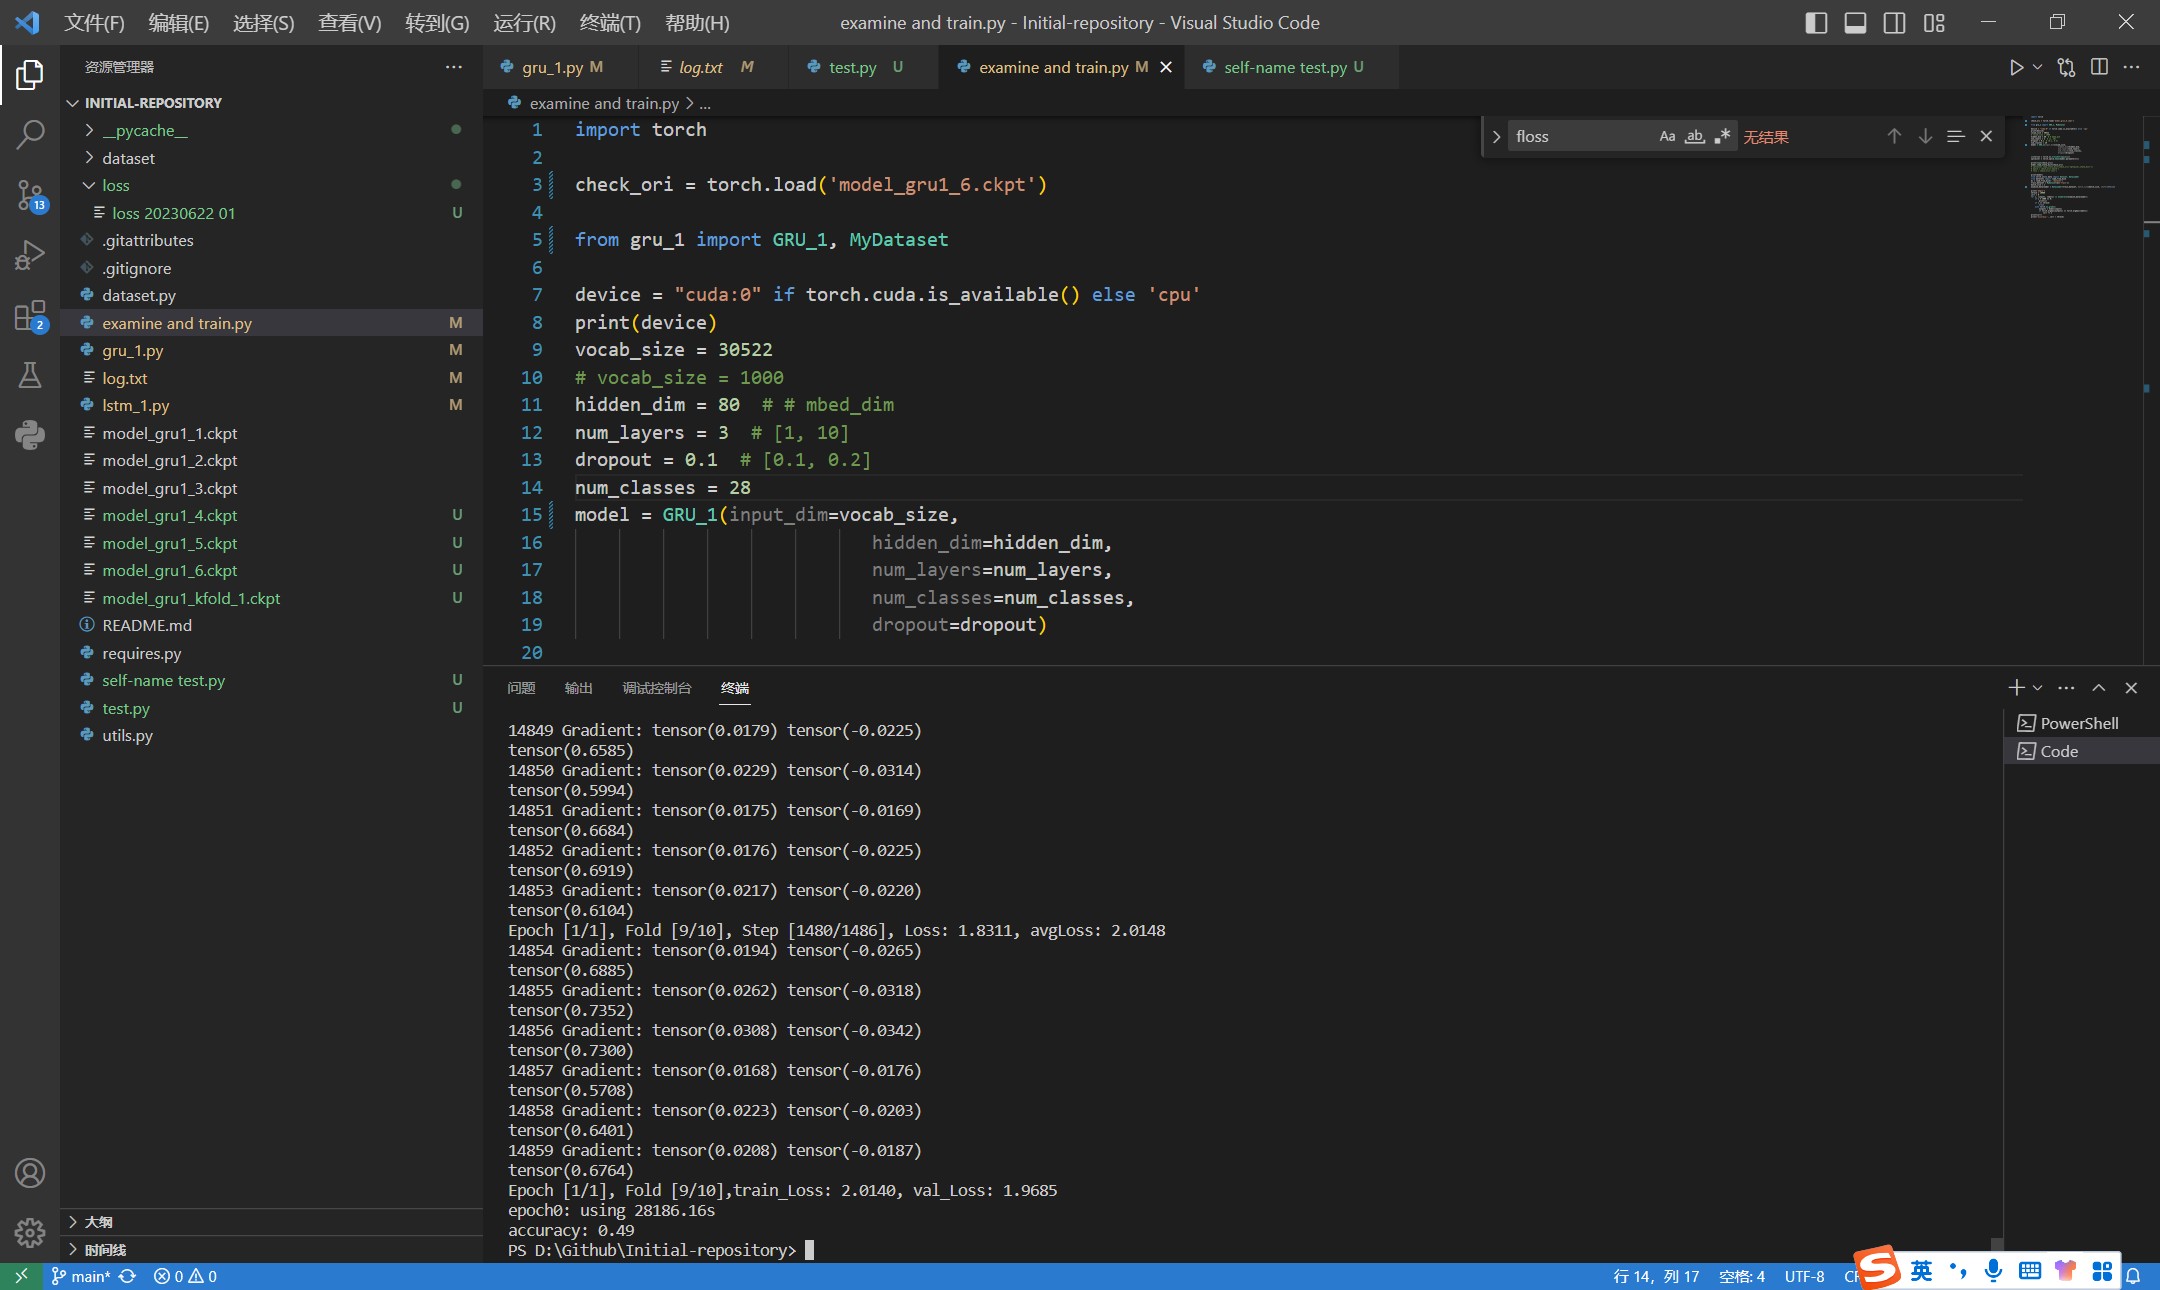 文件(F) 编辑(E) 选择(S) 查看(V) 转到(G) 运行(R) 终端(T) 帮助(H) examine and train.py - Initial-repository - Visual Studio Code
资源管理器
INITIAL-REPOSITORY
__pycache__
dataset
loss
loss 20230622 01 U
.gitattributes
.gitignore
dataset.py
examine and train.py M
gru_1.py M
log.txt M
lstm_1.py M
model_gru1_1.ckpt
model_gru1_2.ckpt
model_gru1_3.ckpt
model_gru1_4.ckpt U
model_gru1_5.ckpt U
model_gru1_6.ckpt U
model_gru1_kfold_1.ckpt U
README.md
requires.py
self-name test.py U
test.py U
utils.py
大纲
时间线
13
2
gru_1.py M log.txt M test.py U examine and train.py M self-name test.py U
examine and train.py > ...
floss Aa ab 无结果
1 import torch
2
3 check_ori = torch.load('model_gru1_6.ckpt')
4
5 from gru_1 import GRU_1, MyDataset
6
7 device = "cuda:0" if torch.cuda.is_available() else 'cpu'
8 print(device)
9 vocab_size = 30522
10 # vocab_size = 1000
11 hidden_dim = 80  # # mbed_dim
12 num_layers = 3  # [1, 10]
13 dropout = 0.1  # [0.1, 0.2]
14 num_classes = 28
15 model = GRU_1(input_dim=vocab_size,
16 hidden_dim=hidden_dim,
17 num_layers=num_layers,
18 num_classes=num_classes,
19 dropout=dropout)
20
问题 输出 调试控制台 终端
PowerShell
Code
14849 Gradient: tensor(0.0179) tensor(-0.0225)
tensor(0.6585)
14850 Gradient: tensor(0.0229) tensor(-0.0314)
tensor(0.5994)
14851 Gradient: tensor(0.0175) tensor(-0.0169)
tensor(0.6684)
14852 Gradient: tensor(0.0176) tensor(-0.0225)
tensor(0.6919)
14853 Gradient: tensor(0.0217) tensor(-0.0220)
tensor(0.6104)
Epoch [1/1], Fold [9/10], Step [1480/1486], Loss: 1.8311, avgLoss: 2.0148
14854 Gradient: tensor(0.0194) tensor(-0.0265)
tensor(0.6885)
14855 Gradient: tensor(0.0262) tensor(-0.0318)
tensor(0.7352)
14856 Gradient: tensor(0.0308) tensor(-0.0342)
tensor(0.7300)
14857 Gradient: tensor(0.0168) tensor(-0.0176)
tensor(0.5708)
14858 Gradient: tensor(0.0223) tensor(-0.0203)
tensor(0.6401)
14859 Gradient: tensor(0.0208) tensor(-0.0187)
tensor(0.6764)
Epoch [1/1], Fold [9/10],train_Loss: 2.0140, val_Loss: 1.9685
epoch0: using 28186.16s
accuracy: 0.49
PS D:\Github\Initial-repository>
main* 0 0 行 14，列 17 空格: 4 UTF-8 英